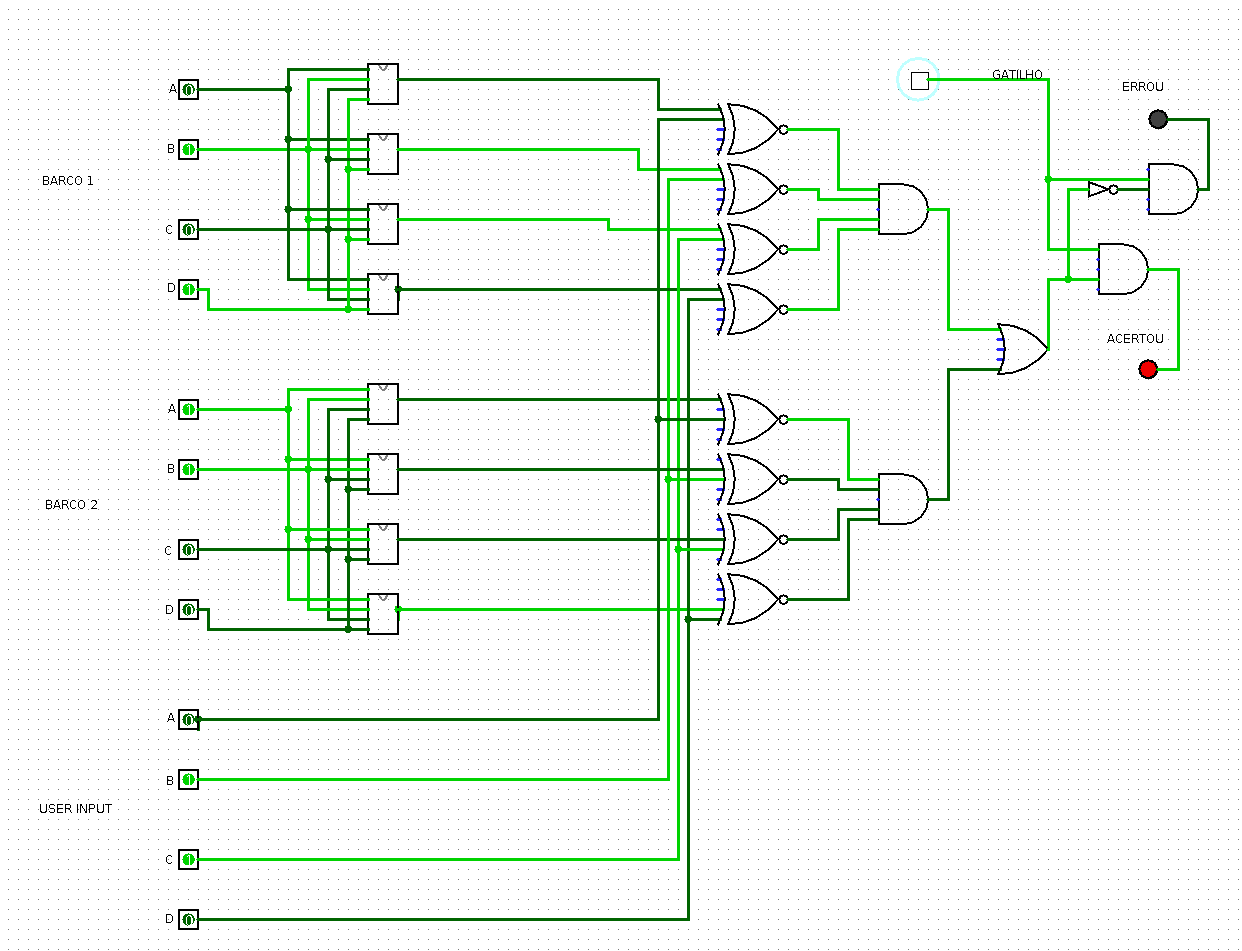 GATILHO
ERROU
A
B
BARCO 1
C
D
ACERTOU
A
B
BARCO 2
C
D
A
B
USER INPUT
C
D